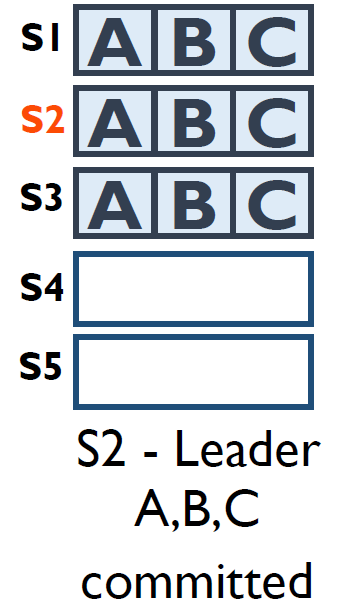 S1 A B C
S2 A B C
S3 A B C
S4
S5
S2 - Leader
A,B,C
committed